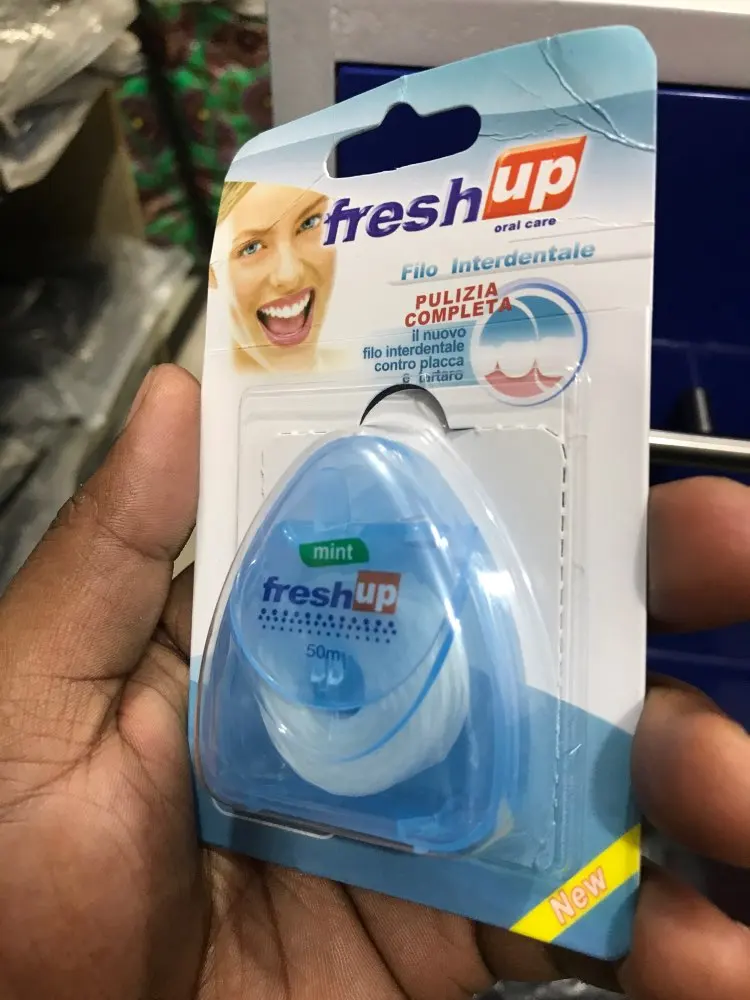 freshup
oral care
Filo Interdentale
PULIZIA
COMPLETA
il nuovo
filo interdentale
contro placca
e tartaro
mint
freshup
50m
New